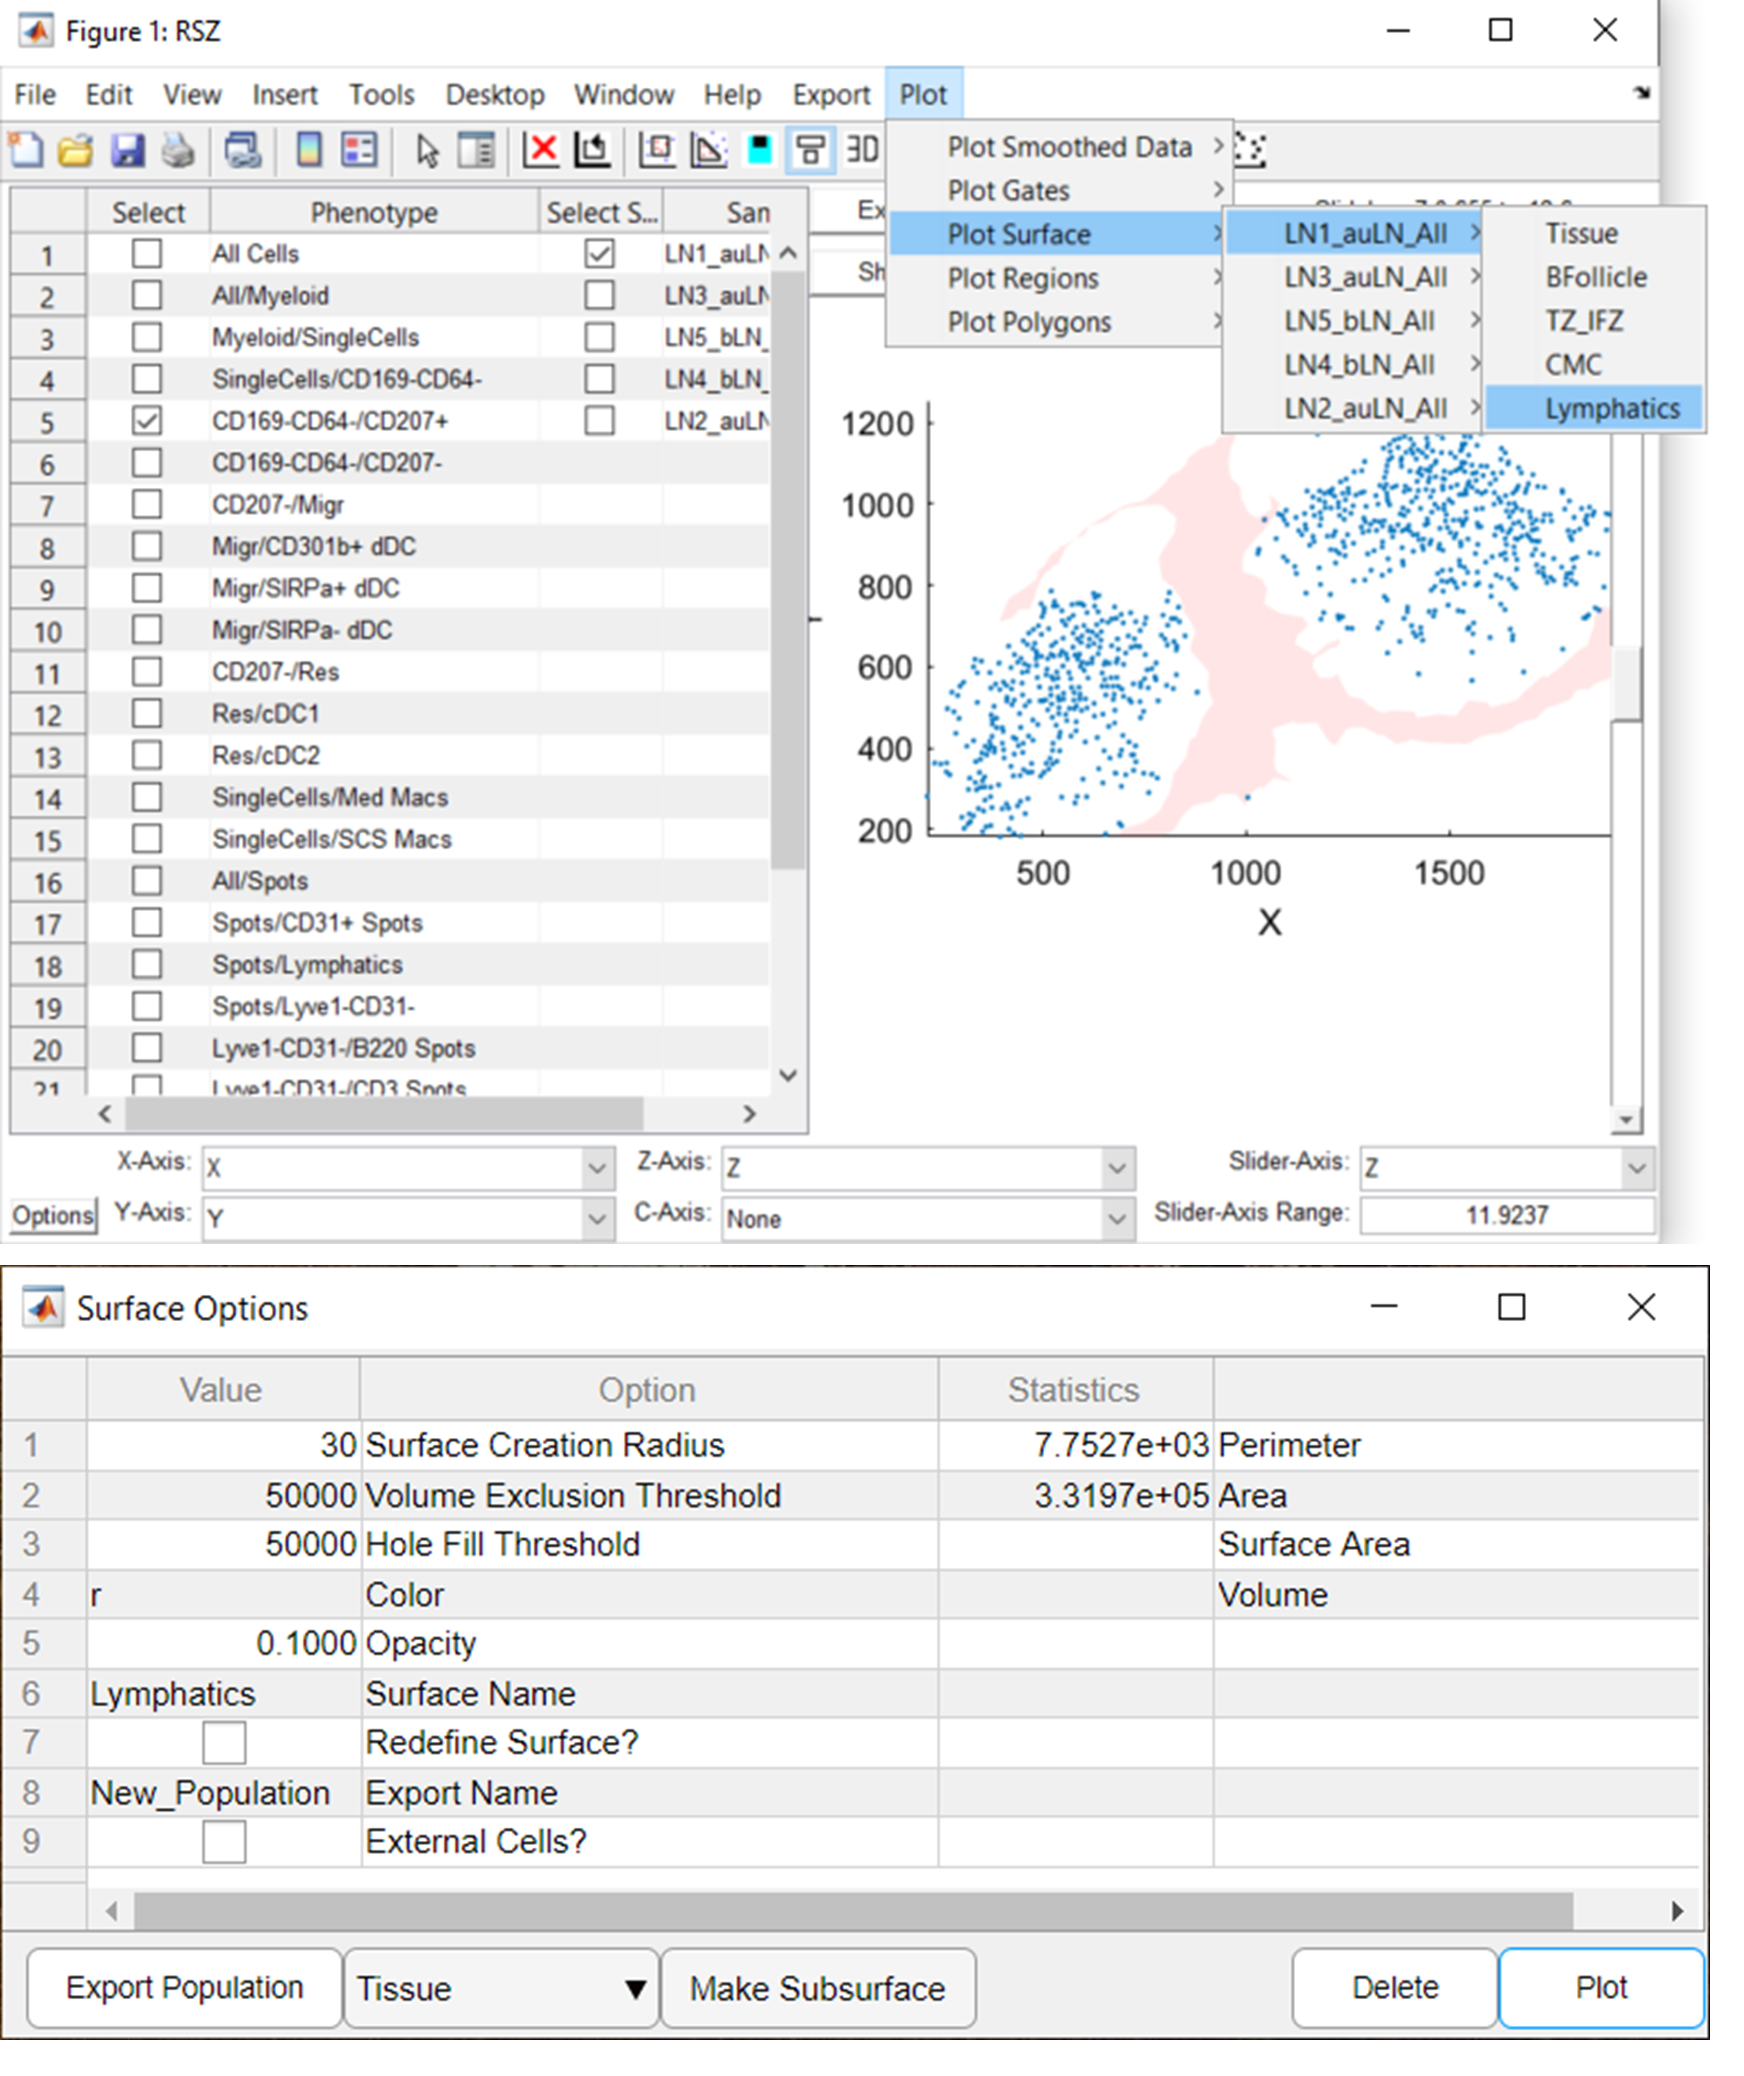 Figure 1: RSZ
File Edit View Insert Tools Desktop Window Help Export Plot
3D
Plot Smoothed Data >
Plot Gates >
Plot Surface >
Plot Regions >
Plot Polygons >
LN1_auLN_All >
LN3_auLN_All >
LN5_bLN_All >
LN4_bLN_All >
LN2_auLN_All >
Tissue
BFollicle
TZ_IFZ
CMC
Lymphatics
Ex
Sh
Select Phenotype Select S... San
1 All Cells LN1_auLN
2 All/Myeloid LN3_auLN
3 Myeloid/SingleCells LN5_bLN_
4 SingleCells/CD169-CD64- LN4_bLN_
5 CD169-CD64-/CD207+ LN2_auLN
6 CD169-CD64-/CD207-
7 CD207-/Migr
8 Migr/CD301b+ dDC
9 Migr/SIRPa+ dDC
10 Migr/SIRPa- dDC
11 CD207-/Res
12 Res/cDC1
13 Res/cDC2
14 SingleCells/Med Macs
15 SingleCells/SCS Macs
16 All/Spots
17 Spots/CD31+ Spots
18 Spots/Lymphatics
19 Spots/Lyve1-CD31-
20 Lyve1-CD31-/B220 Spots
21 Lyve1-CD31-/CD3 Spots
1200
1000
800
600
400
200
500 1000 1500
X
X-Axis: X Z-Axis: Z Slider-Axis: Z
Options Y-Axis: Y C-Axis: None Slider-Axis Range: 11.9237
Surface Options
Value Option Statistics
1 30 Surface Creation Radius 7.7527e+03 Perimeter
2 50000 Volume Exclusion Threshold 3.3197e+05 Area
3 50000 Hole Fill Threshold Surface Area
4 r Color Volume
5 0.1000 Opacity
6 Lymphatics Surface Name
7 Redefine Surface?
8 New_Population Export Name
9 External Cells?
Export Population Tissue Make Subsurface Delete Plot